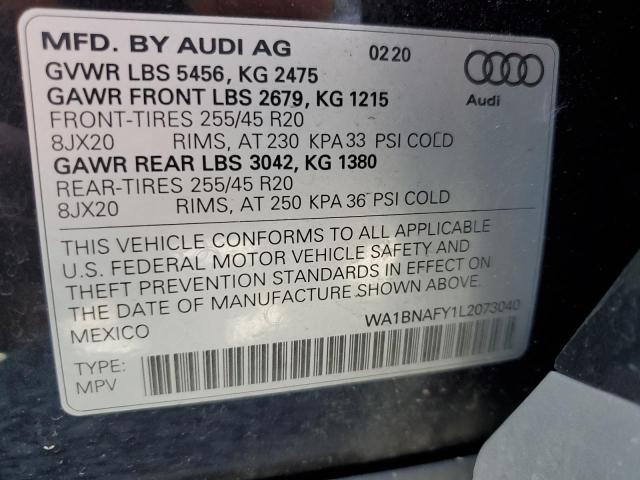 MFD. BY AUDI AG 02 20
GVWR LBS 5456, KG 2475
GAWR FRONT LBS 2679, KG 1215
Audi
FRONT-TIRES 255/45 R20
8JX20 RIMS, AT 230 KPA 33 PSI COLD
GAWR REAR LBS 3042, KG 1380
REAR-TIRES 255/45 R20
8JX20 RIMS, AT 250 KPA 36 PSI COLD
THIS VEHICLE CONFORMS TO ALL APPLICABLE
U.S. FEDERAL MOTOR VEHICLE SAFETY AND
THEFT PREVENTION STANDARDS IN EFFECT ON
THE DATE OF MANUFACTURE SHOWN ABOVE.
MEXICO
WA1BNAFY1L2073040
TYPE:
MPV